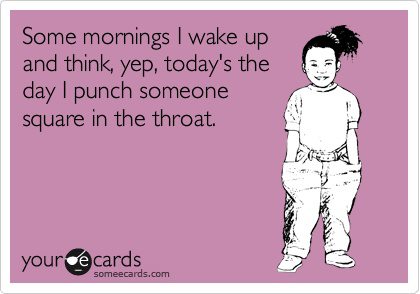 Some mornings I wake up
and think, yep, today's the
day I punch someone
square in the throat.
your e cards
someecards.com